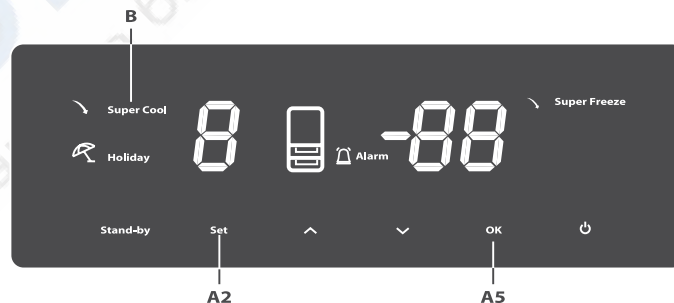 B
Super Cool 8 -88 Super Freeze
Holiday Alarm
Stand-by Set OK
A2 A5